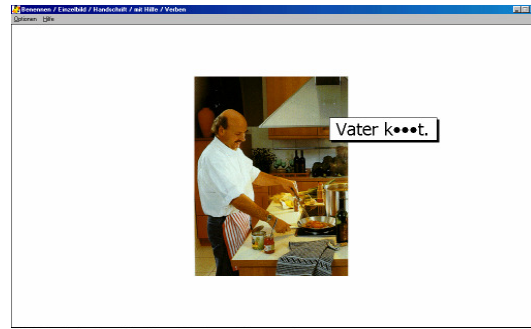 Benennen / Einzelbild / Handschrift / mit Hilfe / Verben
Optionen Hilfe
Vater k●●●t.